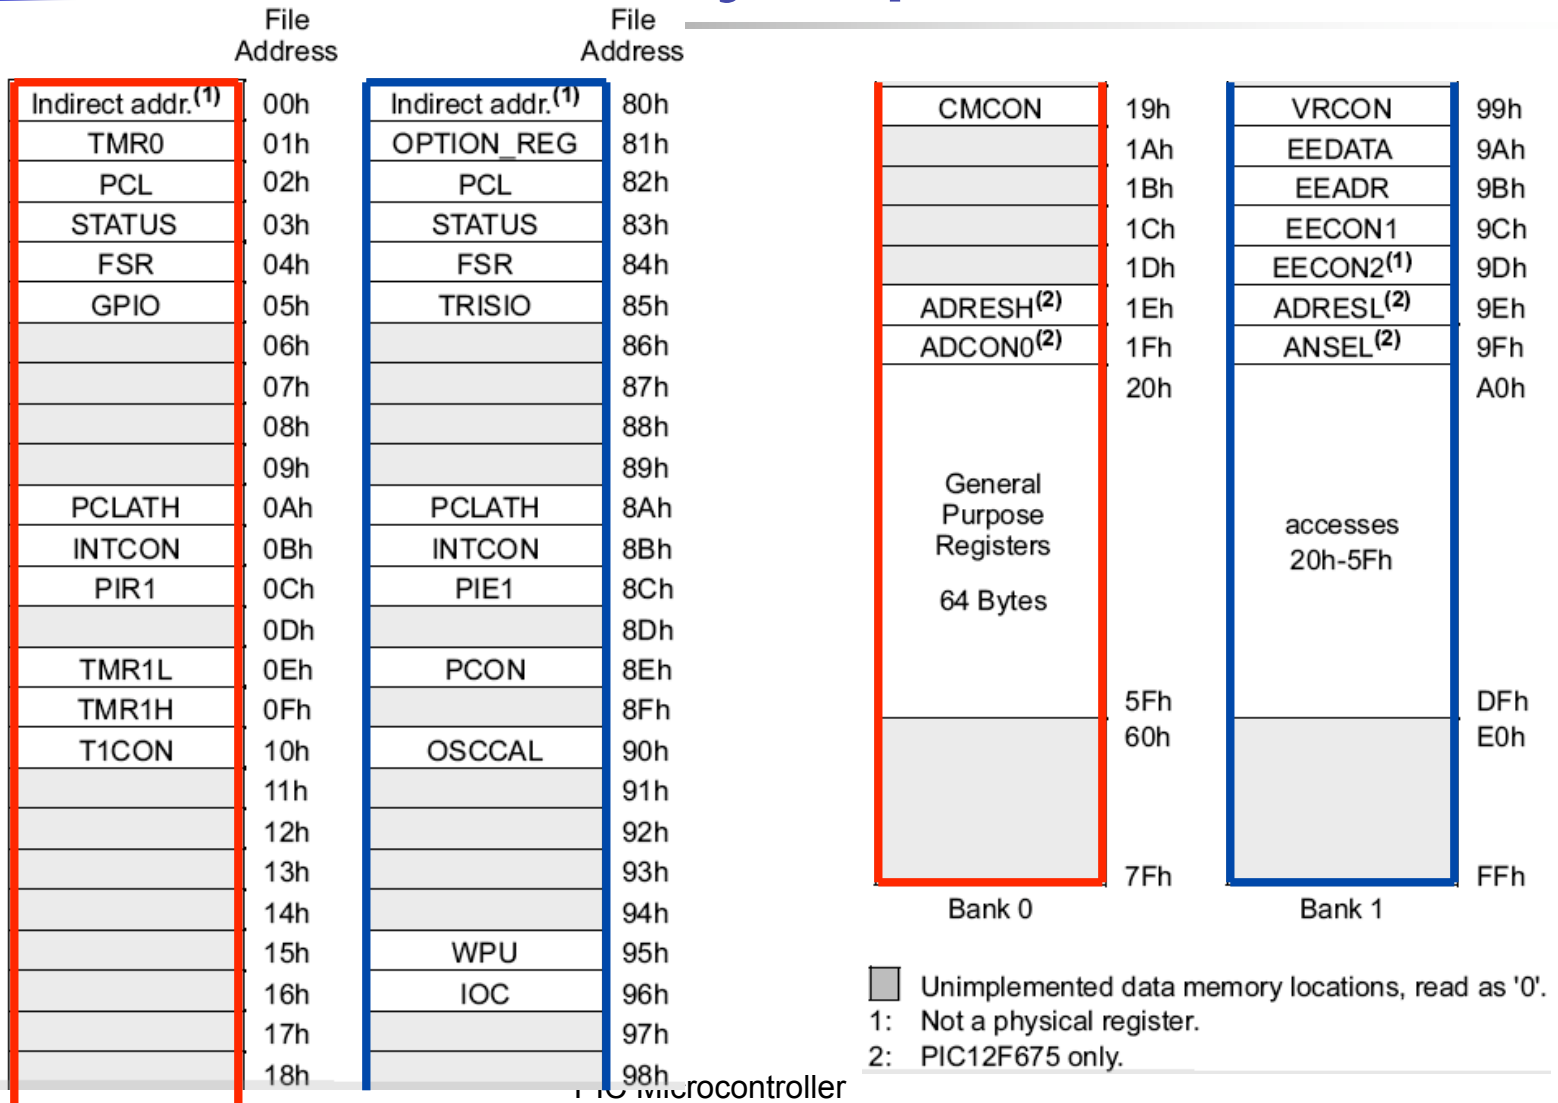 File File
Address Address
Indirect addr.(1) 00h Indirect addr.(1) 80h
TMR0 01h OPTION_REG 81h
PCL 02h PCL 82h
STATUS 03h STATUS 83h
FSR 04h FSR 84h
GPIO 05h TRISIO 85h
06h 86h
07h 87h
08h 88h
09h 89h
PCLATH 0Ah PCLATH 8Ah
INTCON 0Bh INTCON 8Bh
PIR1 0Ch PIE1 8Ch
0Dh 8Dh
TMR1L 0Eh PCON 8Eh
TMR1H 0Fh 8Fh
T1CON 10h OSCCAL 90h
11h 91h
12h 92h
13h 93h
14h 94h
15h WPU 95h
16h IOC 96h
17h 97h
18h 98h
CMCON 19h VRCON 99h
1Ah EEDATA 9Ah
1Bh EEADR 9Bh
1Ch EECON1 9Ch
1Dh EECON2(1) 9Dh
ADRESH(2) 1Eh ADRESL(2) 9Eh
ADCON0(2) 1Fh ANSEL(2) 9Fh
20h A0h
General
Purpose
Registers
64 Bytes
accesses
20h-5Fh
5Fh DFh
60h E0h
7Fh FFh
Bank 0 Bank 1
Unimplemented data memory locations, read as '0'.
1: Not a physical register.
2: PIC12F675 only.
PIC Microcontroller